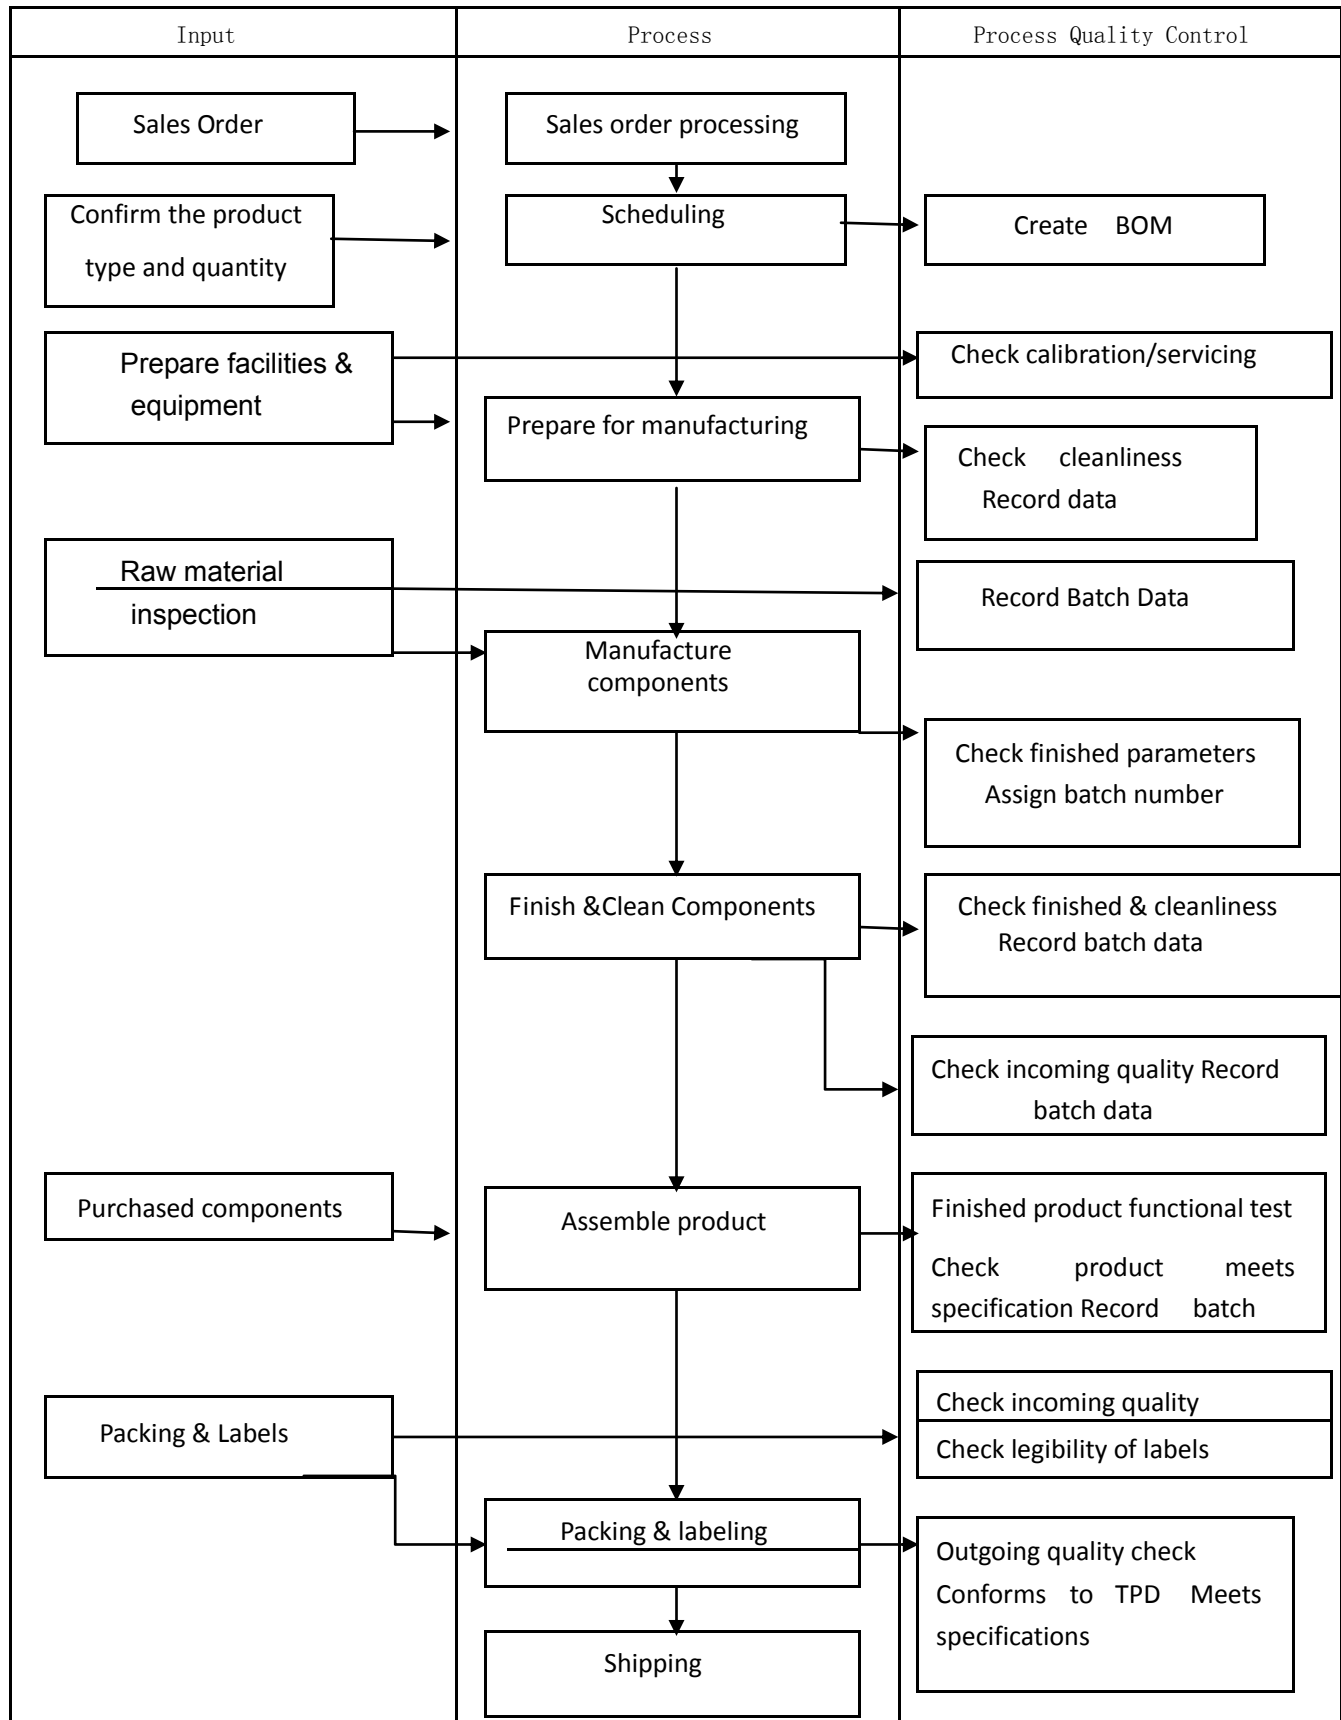 Input
Process
Process Quality Control
Sales Order
Sales order processing
Confirm the product
type and quantity
Scheduling
Create BOM
Prepare facilities &
equipment
Check calibration/servicing
Prepare for manufacturing
Check cleanliness
Record data
Raw material
inspection
Record Batch Data
Manufacture
components
Check finished parameters
Assign batch number
Finish &Clean Components
Check finished & cleanliness
Record batch data
Check incoming quality Record
batch data
Purchased components
Assemble product
Finished product functional test
Check product meets
specification Record batch
Packing & Labels
Check incoming quality
Check legibility of labels
Packing & labeling
Outgoing quality check
Conforms to TPD Meets
specifications
Shipping